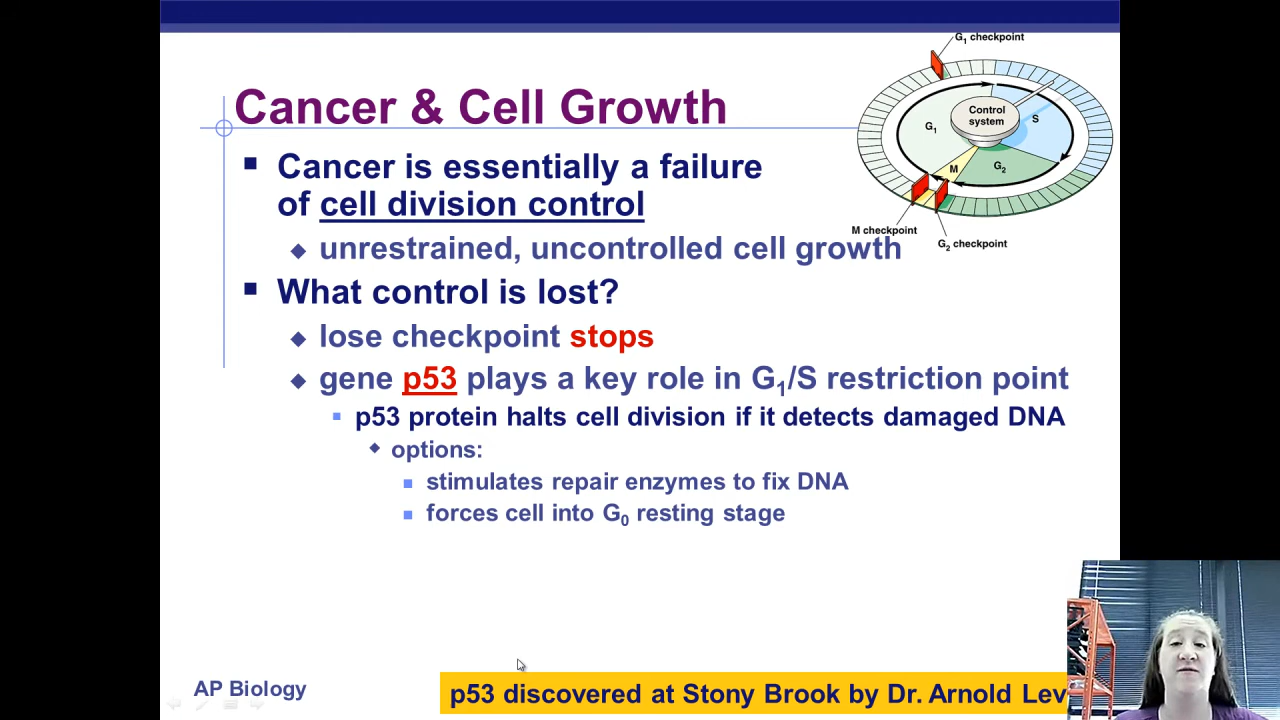 G₁ checkpoint
Control
system
S
G₁
M
G₂
M checkpoint
G₂ checkpoint
Cancer & Cell Growth
Cancer is essentially a failure
of cell division control
unrestrained, uncontrolled cell growth
What control is lost?
lose checkpoint stops
gene p53 plays a key role in G₁/S restriction point
p53 protein halts cell division if it detects damaged DNA
options:
stimulates repair enzymes to fix DNA
forces cell into G₀ resting stage
AP Biology
p53 discovered at Stony Brook by Dr. Arnold Lev